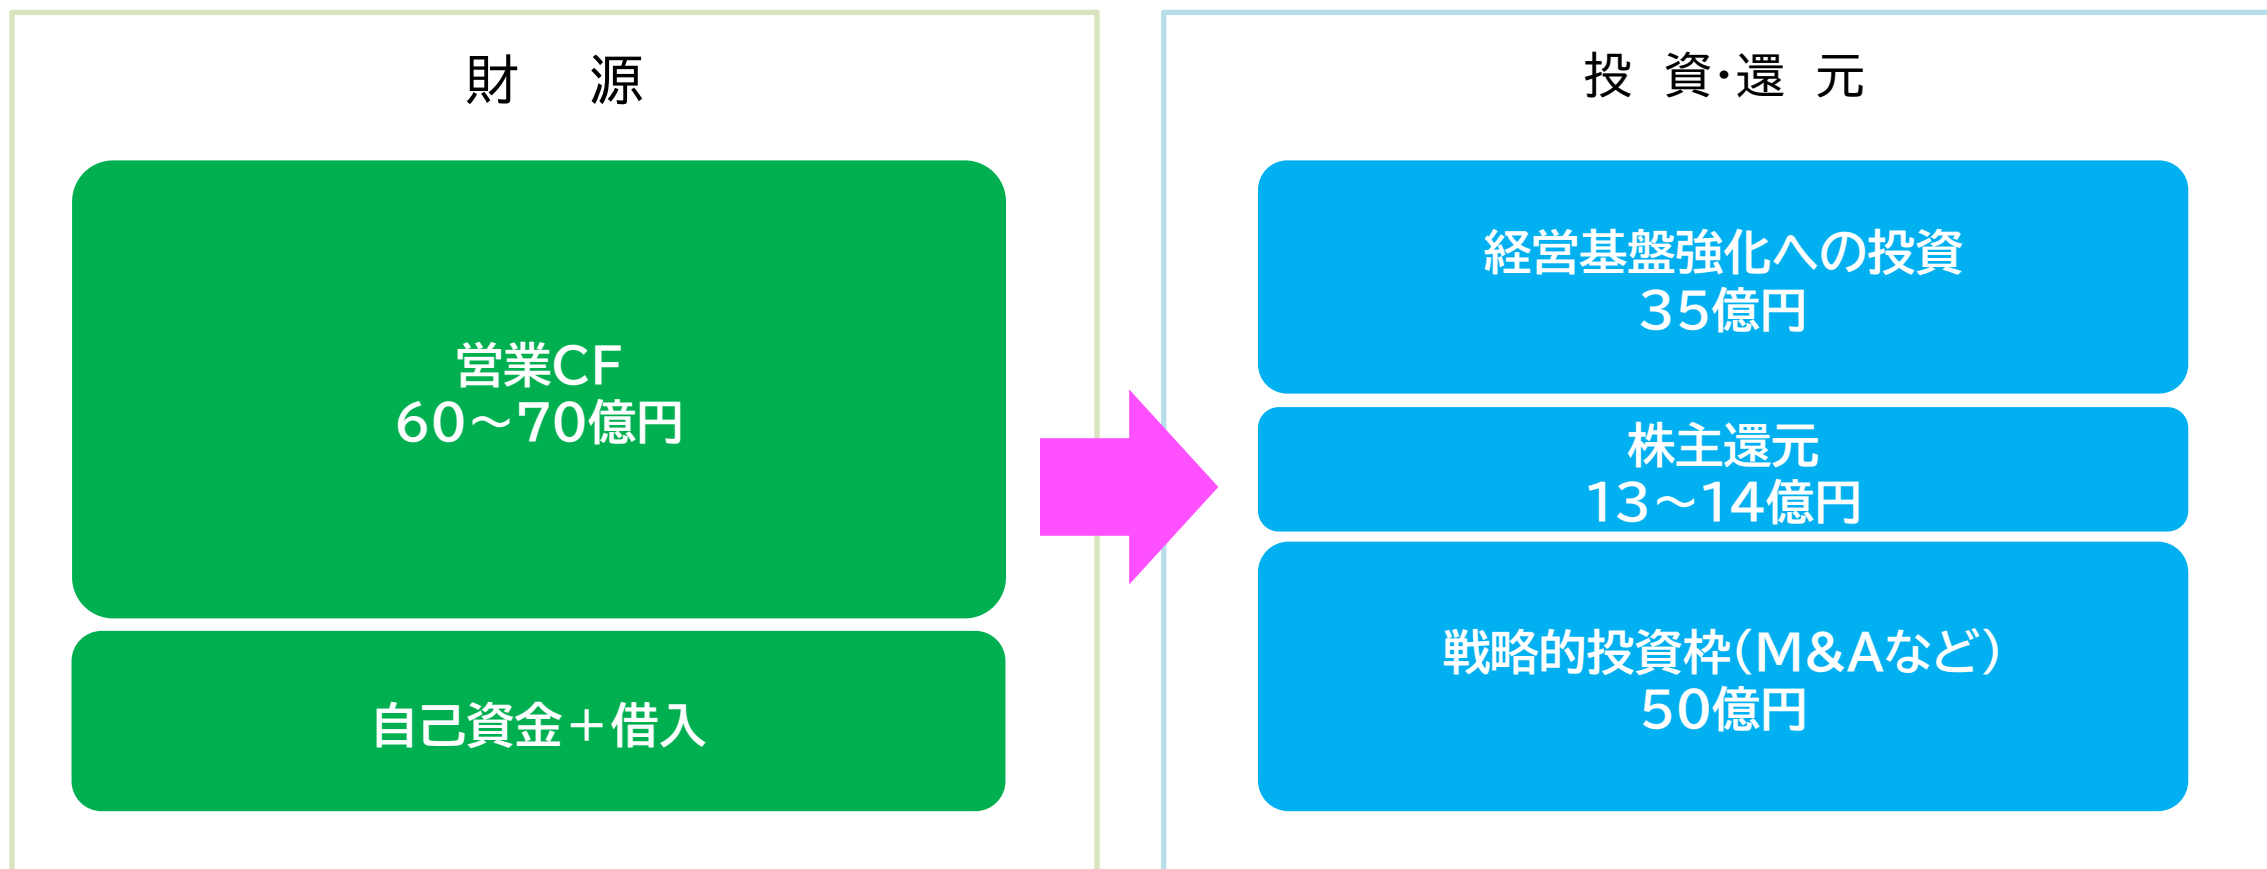 財 源
営業CF
60～70億円
自己資金＋借入
投 資・還 元
経営基盤強化への投資
35億円
株主還元
13～14億円
戦略的投資枠（M&Aなど）
50億円